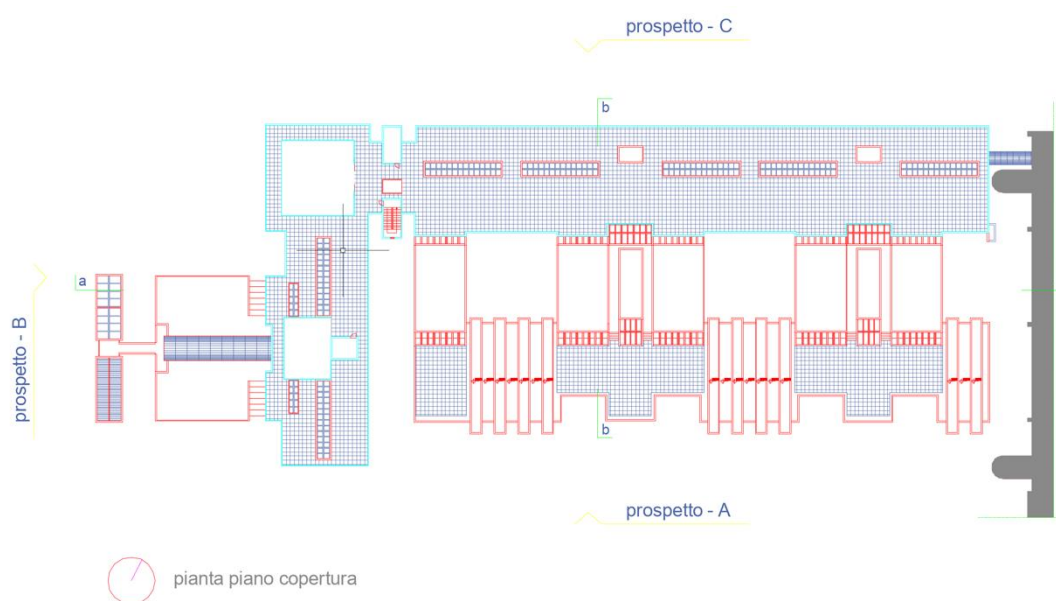 prospetto - C
b
a
prospetto - B
b
prospetto - A
pianta piano copertura